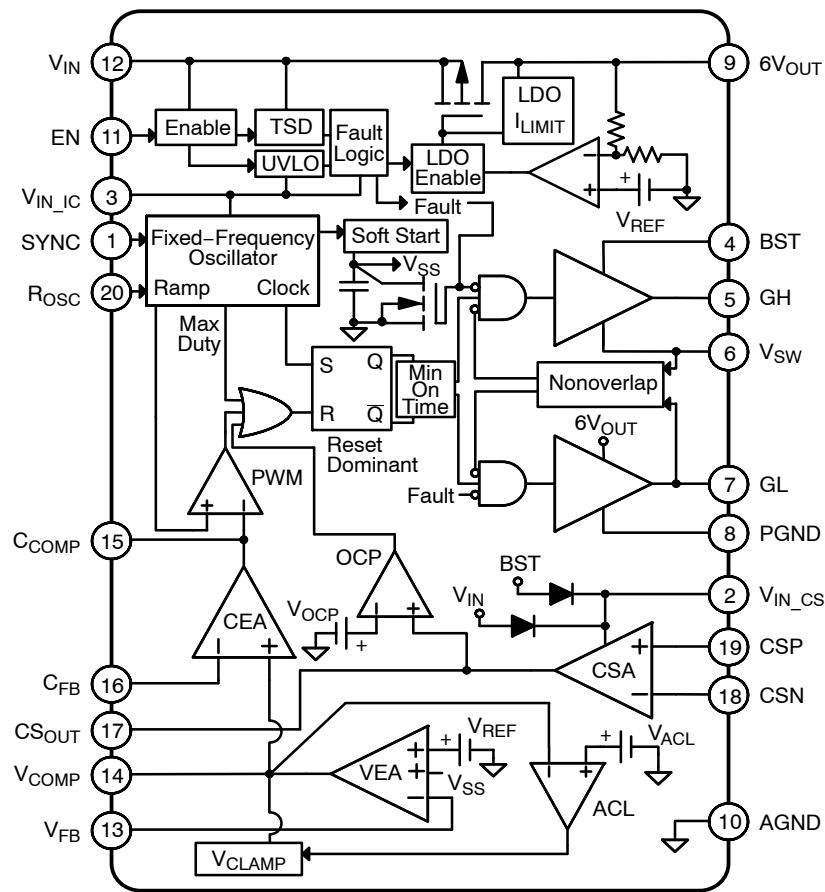 V_IN 12
9 6V_OUT
LDO
I_LIMIT
EN 11
Enable
TSD
UVLO
Fault
Logic
LDO
Enable
−
+
+
V_REF
V_IN_IC 3
Fault
SYNC 1
Fixed−Frequency
Oscillator
Ramp Clock
Soft Start
V_SS
4 BST
R_OSC 20
5 GH
Max
Duty
6 V_SW
S Q
R Q̅
Min
On
Time
Nonoverlap
Reset
Dominant
6V_OUT
PWM
+ −
Fault
7 GL
8 PGND
C_COMP 15
OCP
− +
V_OCP
+
BST
V_IN
2 V_IN_CS
CEA
− +
CSA
+
−
19 CSP
18 CSN
C_FB 16
CS_OUT 17
V_COMP 14
VEA
+
+
−
+
V_REF
V_SS
− +
ACL
+
V_ACL
V_FB 13
10 AGND
V_CLAMP